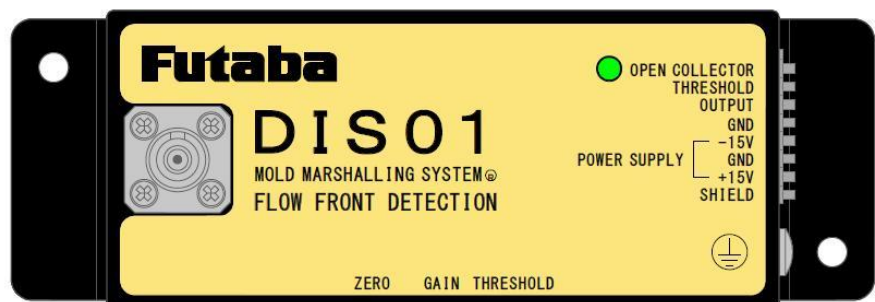 Futaba
DIS01
MOLD MARSHALLING SYSTEM®
FLOW FRONT DETECTION
OPEN COLLECTOR
THRESHOLD
OUTPUT
GND
-15V
POWER SUPPLY GND
+15V
SHIELD
ZERO GAIN THRESHOLD